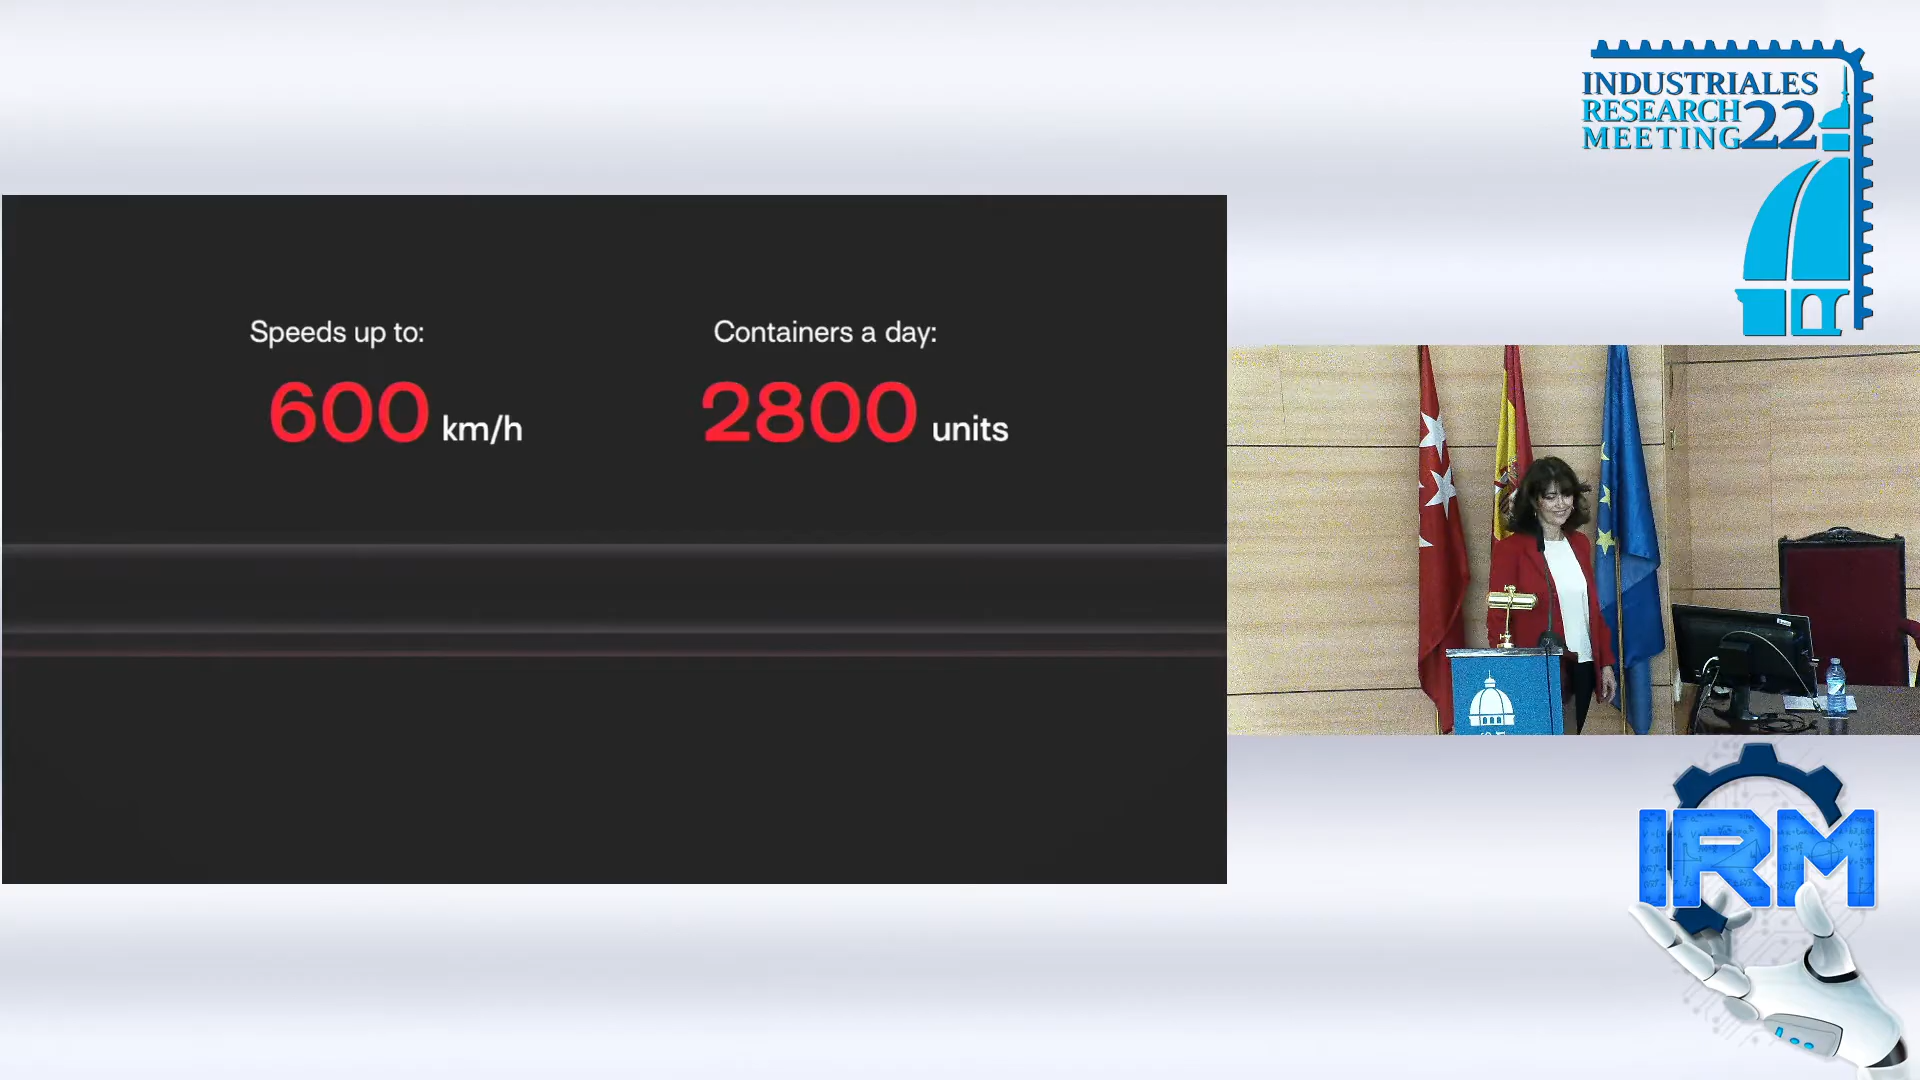 INDUSTRIALES
RESEARCH
MEETING 22
Speeds up to:
600 km/h
Containers a day:
2800 units
IRM